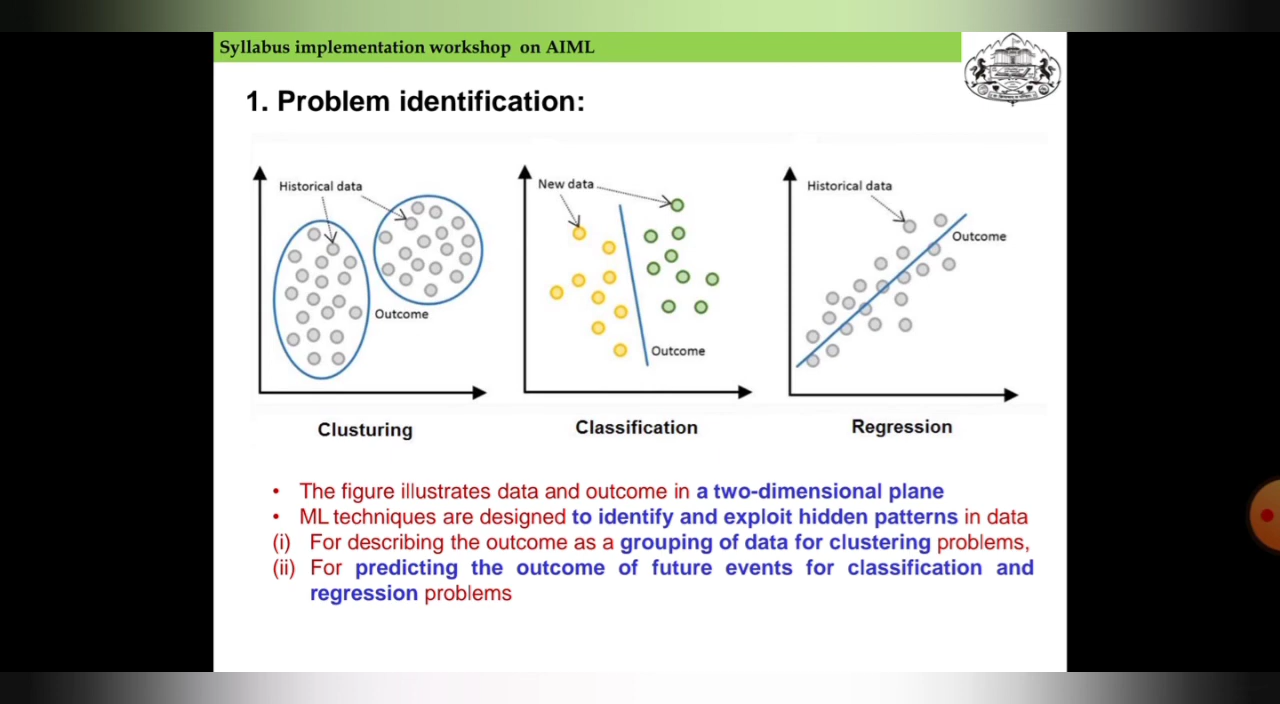 Syllabus implementation workshop on AIML
1. Problem identification:
Historical data
Outcome
Clusturing
New data
Outcome
Classification
Historical data
Outcome
Regression
• The figure illustrates data and outcome in a two-dimensional plane
• ML techniques are designed to identify and exploit hidden patterns in data
(i) For describing the outcome as a grouping of data for clustering problems,
(ii) For predicting the outcome of future events for classification and
regression problems